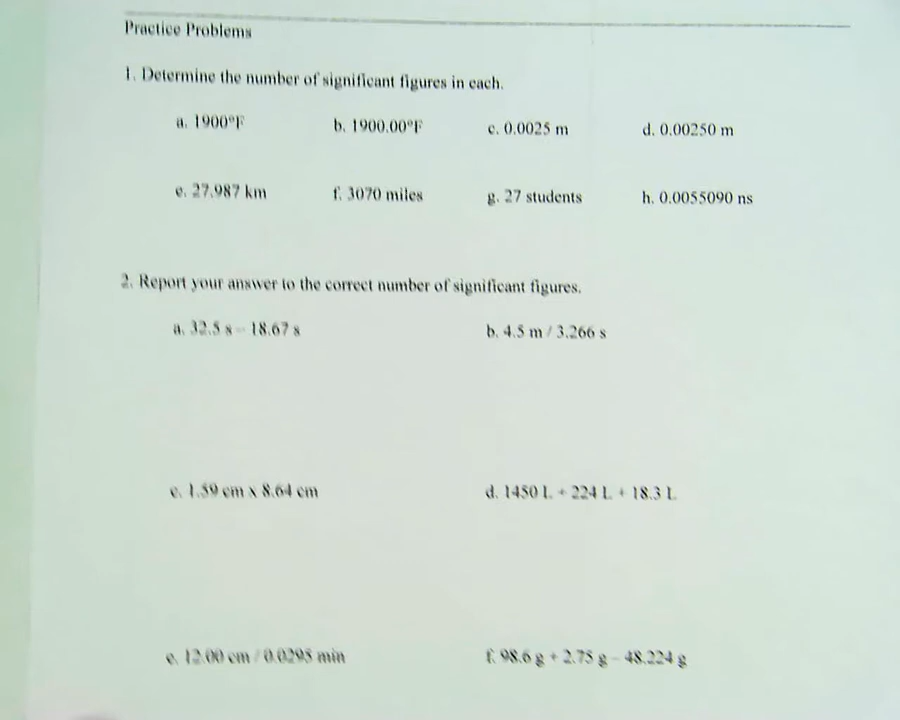 Practice Problems
1. Determine the number of significant figures in each.
a. 1900°F b. 1900.00°F c. 0.0025 m d. 0.00250 m
e. 27.987 km f. 3070 miles g. 27 students h. 0.0055090 ns
2. Report your answer to the correct number of significant figures.
a. 32.5 s – 18.67 s b. 4.5 m / 3.266 s
c. 1.59 cm x 8.64 cm d. 1450 L + 224 L + 18.3 L
e. 12.00 cm / 0.0295 min f. 98.6 g + 2.75 g – 48.224 g